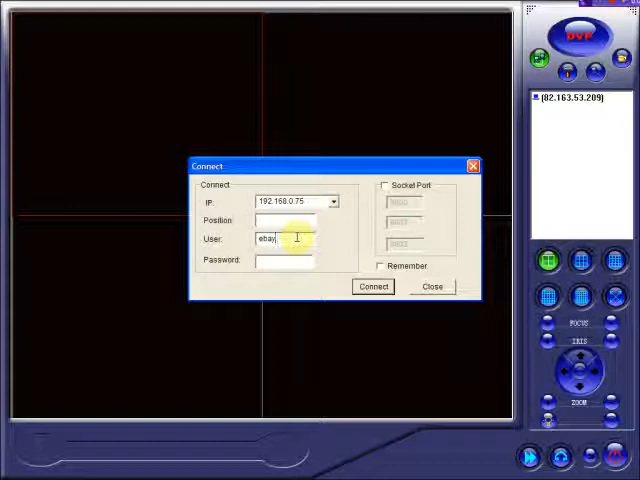 DVR
(82.163.53.209)
Connect
Connect
Socket Port
IP:
192.168.0.75
Position:
User:
ebay
Password:
Remember
Connect
Close
FOCUS
IRIS
ZOOM